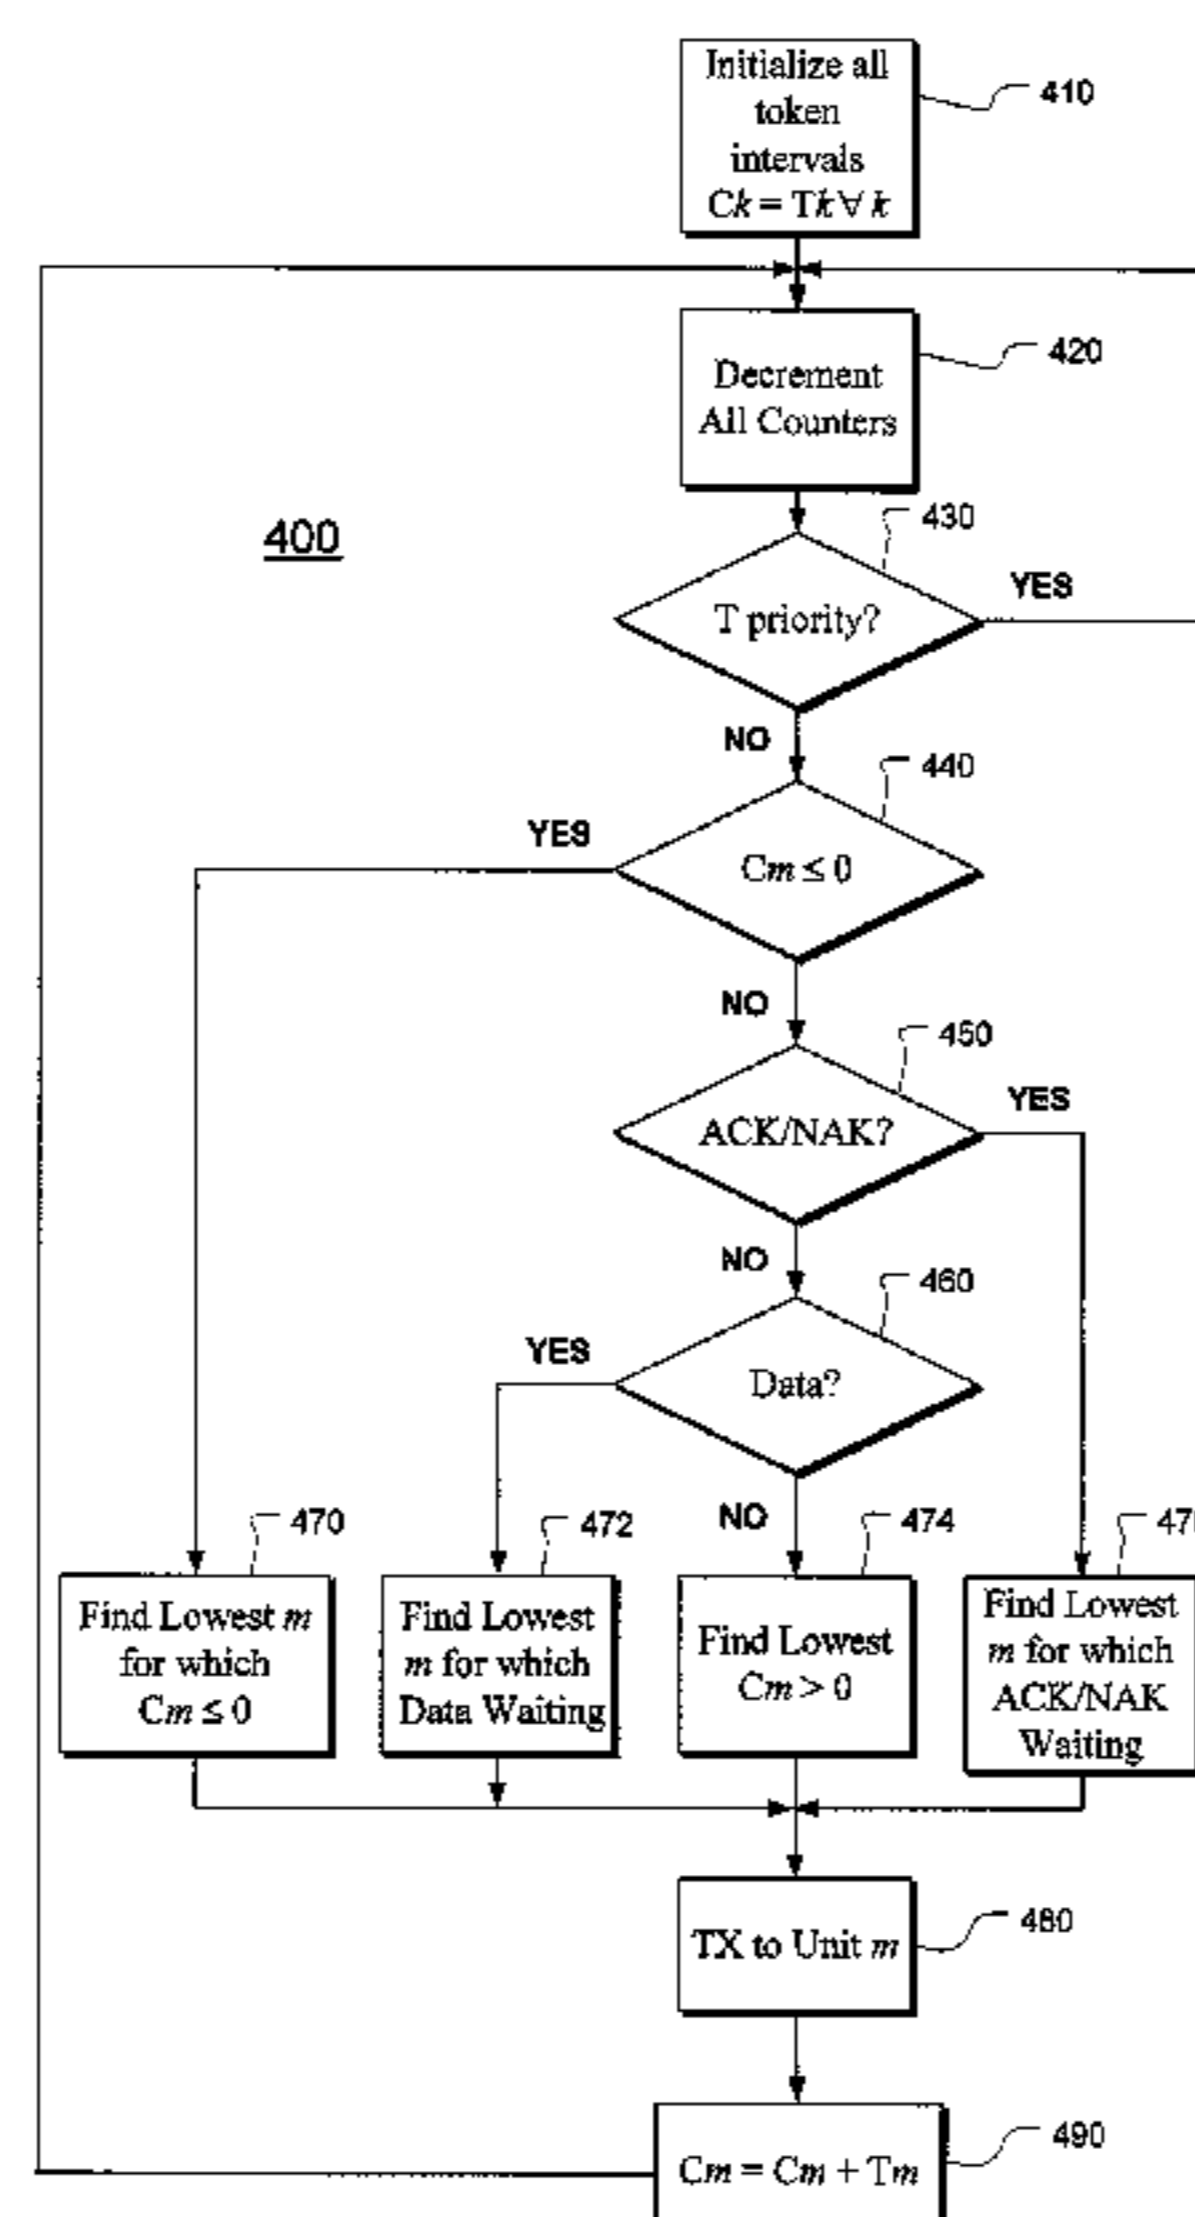 Initialize all
token
intervals
Ck = Tk ∀ k
410
Decrement
All Counters
420
400
430
T priority?
YES
NO
440
YES
Cm ≤ 0
NO
450
ACK/NAK?
YES
NO
460
YES
Data?
NO
470
472
474
Find Lowest m
for which
Cm ≤ 0
Find Lowest
m for which
Data Waiting
Find Lowest
Cm > 0
Find Lowest
m for which
ACK/NAK
Waiting
TX to Unit m
480
Cm = Cm + Tm
490